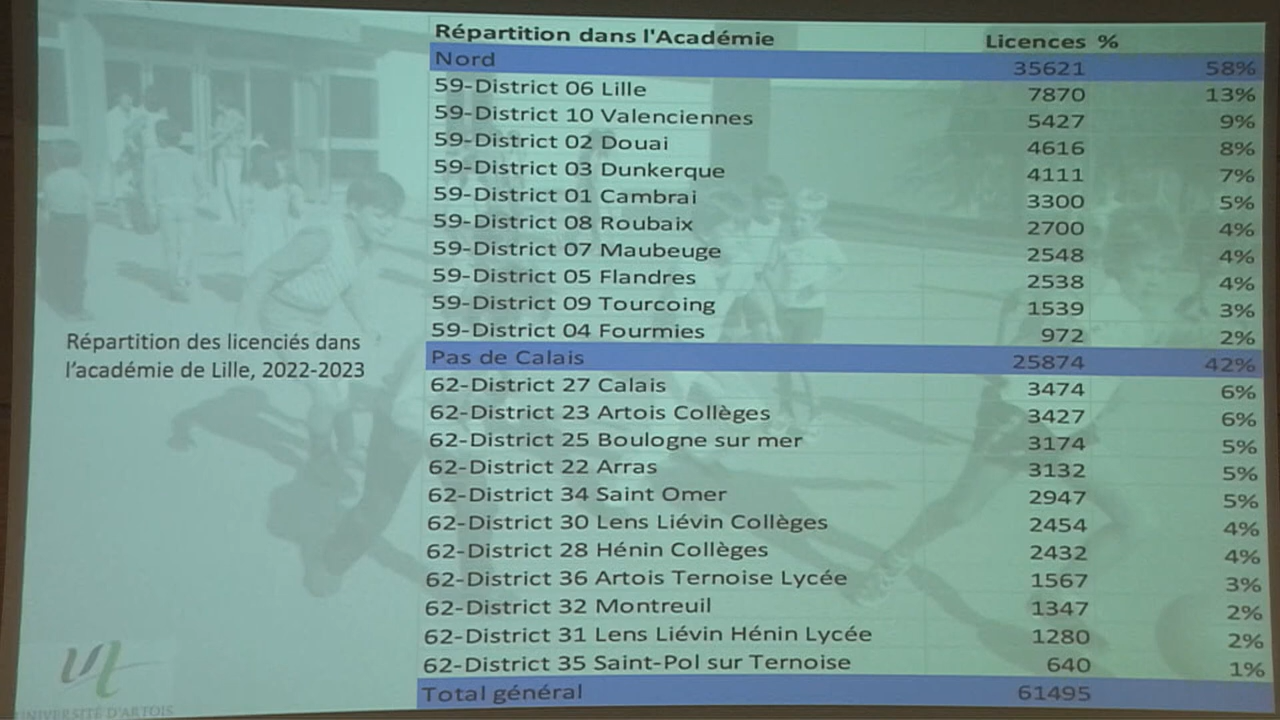 Répartition dans l'Académie Licences %
Nord 35621 58%
59-District 06 Lille 7870 13%
59-District 10 Valenciennes 5427 9%
59-District 02 Douai 4616 8%
59-District 03 Dunkerque 4111 7%
59-District 01 Cambrai 3300 5%
59-District 08 Roubaix 2700 4%
59-District 07 Maubeuge 2548 4%
59-District 05 Flandres 2538 4%
59-District 09 Tourcoing 1539 3%
59-District 04 Fourmies 972 2%
Pas de Calais 25874 42%
62-District 27 Calais 3474 6%
62-District 23 Artois Collèges 3427 6%
62-District 25 Boulogne sur mer 3174 5%
62-District 22 Arras 3132 5%
62-District 34 Saint Omer 2947 5%
62-District 30 Lens Liévin Collèges 2454 4%
62-District 28 Hénin Collèges 2432 4%
62-District 36 Artois Ternoise Lycée 1567 3%
62-District 32 Montreuil 1347 2%
62-District 31 Lens Liévin Hénin Lycée 1280 2%
62-District 35 Saint-Pol sur Ternoise 640 1%
Total général 61495
Répartition des licenciés dans
l'académie de Lille, 2022-2023
UNIVERSITÉ D'ARTOIS